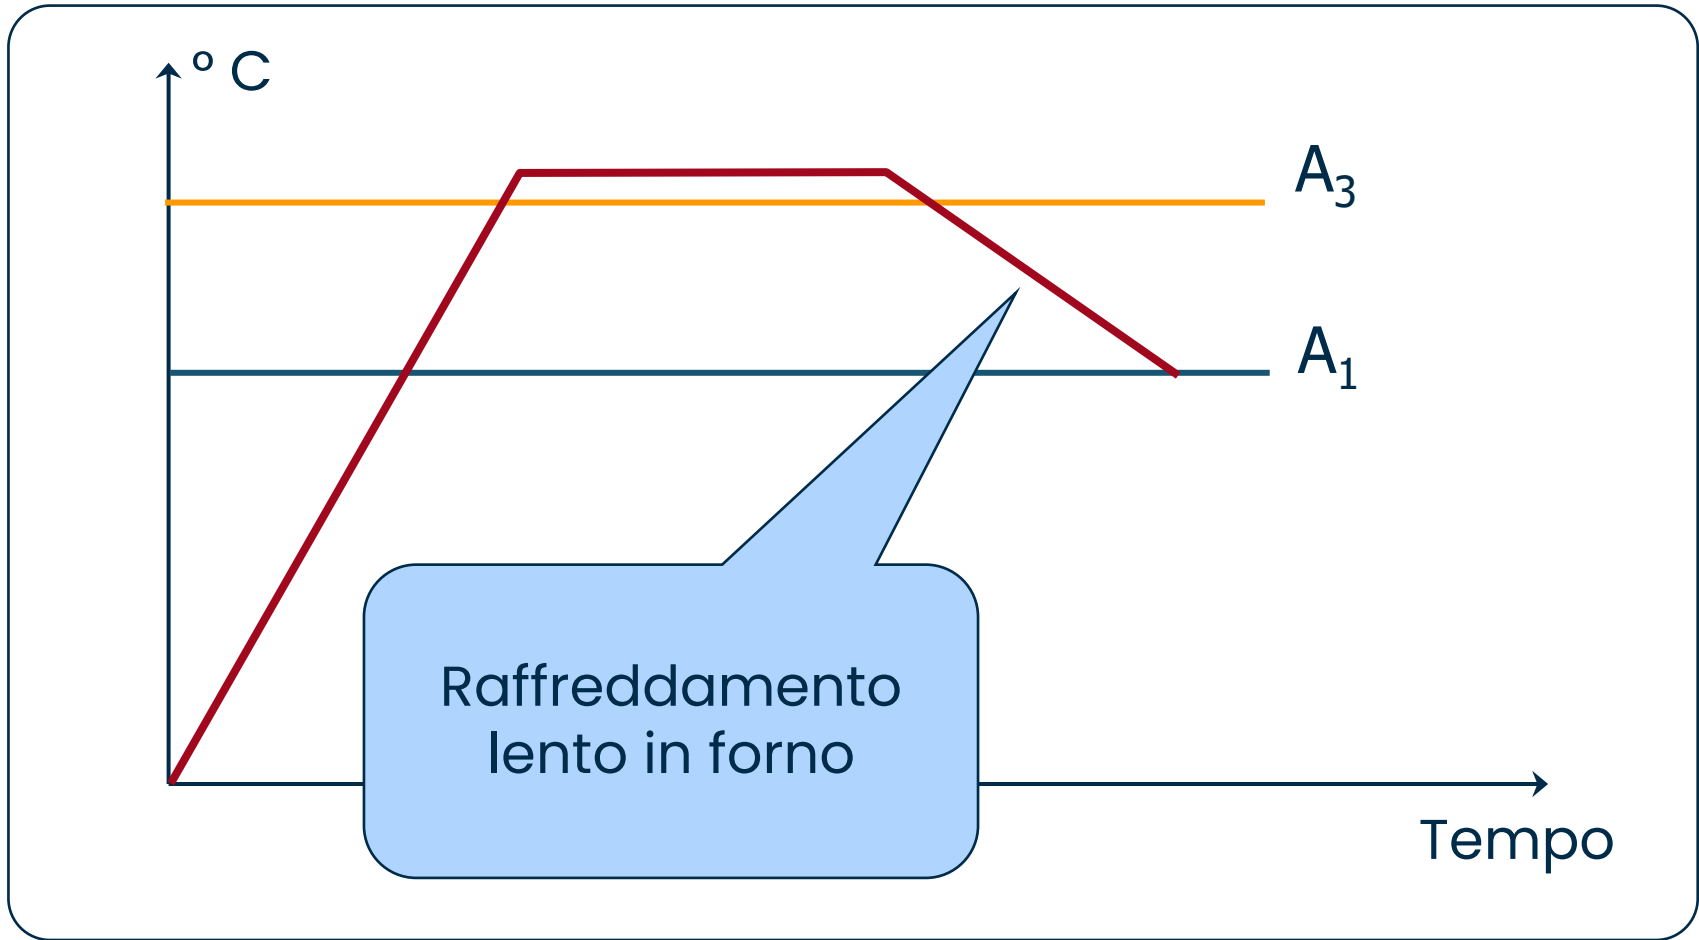 º C
A₃
A₁
Raffreddamento
lento in forno
Tempo